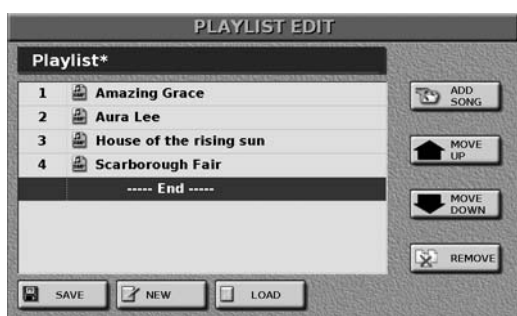 PLAYLIST EDIT
Playlist*
1 Amazing Grace
2 Aura Lee
3 House of the rising sun
4 Scarborough Fair
----- End -----
ADD
SONG
MOVE
UP
MOVE
DOWN
REMOVE
SAVE NEW LOAD